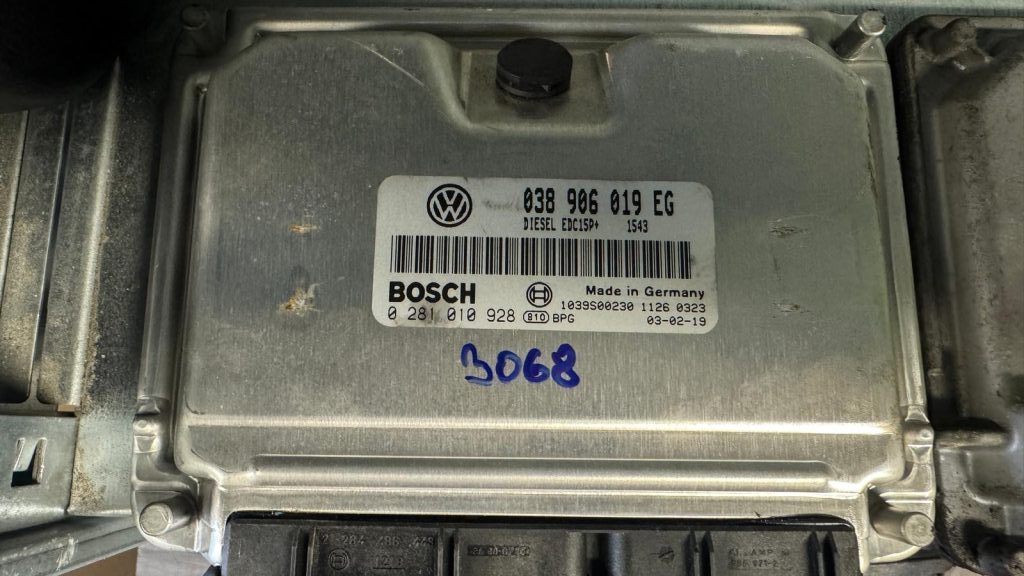 038 906 019 EG
DIESEL EDC15P+ 1543
BOSCH
Made in Germany
1039S00230 1126 0323
0 281 010 928 810 BPG
03-02-19
3068